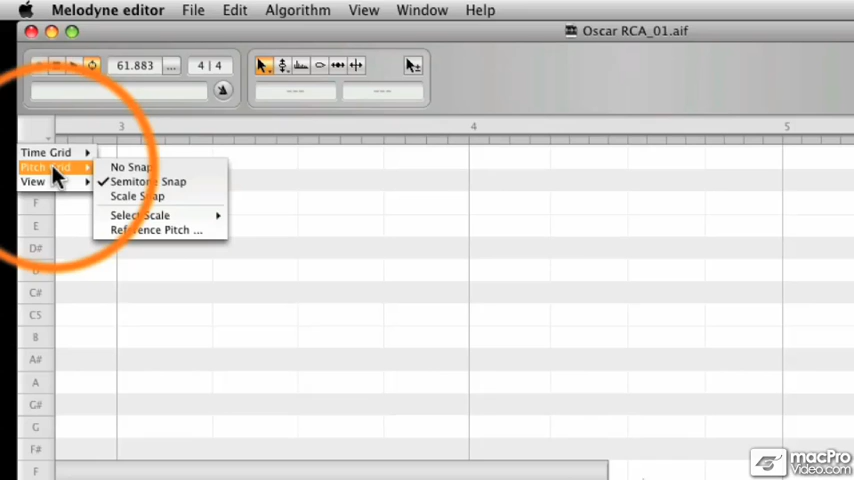 Melodyne editor File Edit Algorithm View Window Help
Oscar RCA_01.aif
61.883 ... 4 | 4
--- ---
3 4 5
Time Grid
Pitch Grid
View
No Snap
Semitone Snap
Scale Snap
Select Scale
Reference Pitch ...
F
E
D#
C#
C5
B
A#
A
G#
G
F#
F
macPro
Video.com